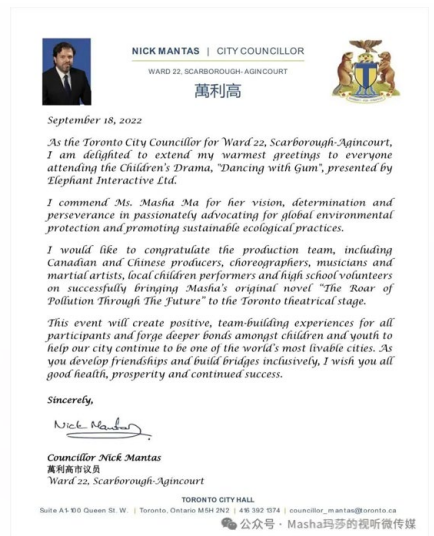 NICK MANTAS | CITY COUNCILLOR
WARD 22, SCARBOROUGH-AGINCOURT
萬利高
September 18, 2022
As the Toronto City Councillor for Ward 22, Scarborough-Agincourt,
I am delighted to extend my warmest greetings to everyone
attending the Children's Drama, "Dancing with Gum", presented by
Elephant Interactive Ltd.
I commend Ms. Masha Ma for her vision, determination and
perseverance in passionately advocating for global environmental
protection and promoting sustainable ecological practices.
I would like to congratulate the production team, including
Canadian and Chinese producers, choreographers, musicians and
martial artists, local children performers and high school volunteers
on successfully bringing Masha's original novel "The Roar of
Pollution Through The Future" to the Toronto theatrical stage.
This event will create positive, team-building experiences for all
participants and forge deeper bonds amongst children and youth to
help our city continue to be one of the world's most livable cities. As
you develop friendships and build bridges inclusively, I wish you all
good health, prosperity and continued success.
Sincerely,
Nick Mantas
Councillor Nick Mantas
萬利高市议员
Ward 22, Scarborough-Agincourt
TORONTO CITY HALL
Suite A1-100 Queen St. W. | Toronto, Ontario M5H 2N2 | 416 392 1374 | councillor_mantas@toronto.ca
公众号 · Masha玛莎的视听微传媒